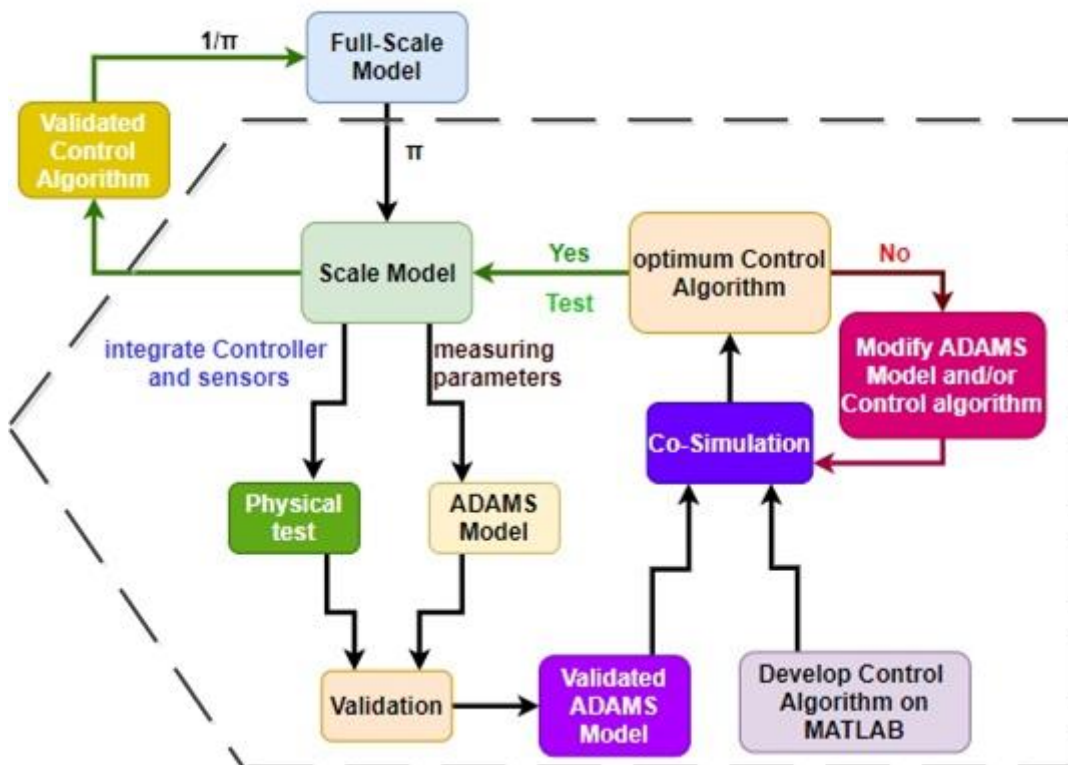 1/π
Full-Scale
Model
Validated
Control
Algorithm
π
Scale Model
Yes
Test
optimum Control
Algorithm
No
integrate Controller
and sensors
measuring
parameters
Modify ADAMS
Model and/or
Control algorithm
Co-Simulation
Physical
test
ADAMS
Model
Validation
Validated
ADAMS
Model
Develop Control
Algorithm on
MATLAB